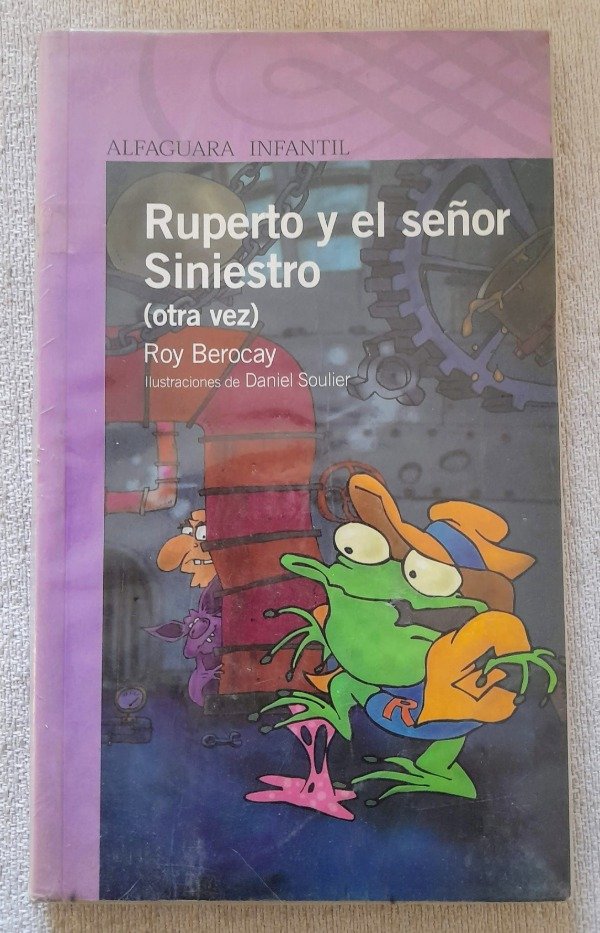 ALFAGUARA INFANTIL
Ruperto y el señor
Siniestro
(otra vez)
Roy Berocay
Ilustraciones de Daniel Soulier
R